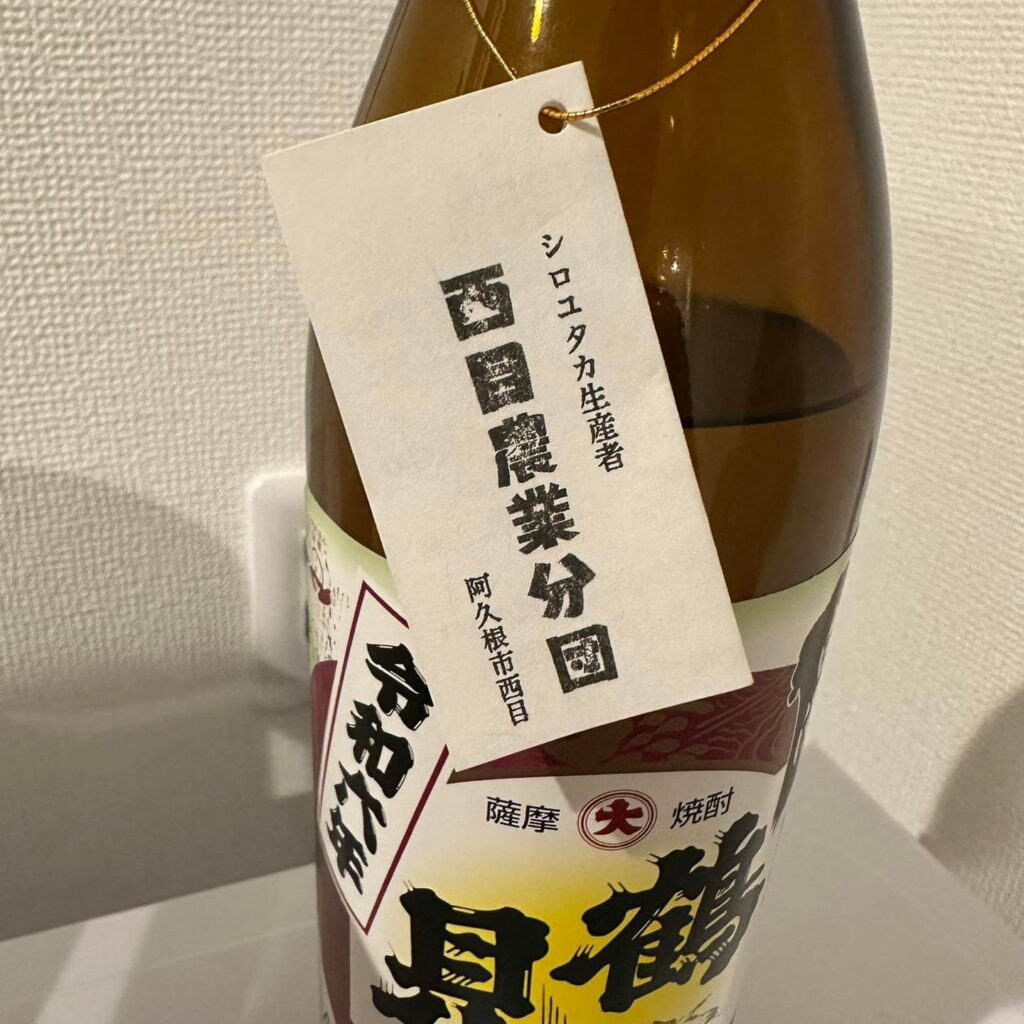 シロユタカ生産者
西目農業分団
阿久根市西目
令和六年
薩摩
大
焼酎
鶴見